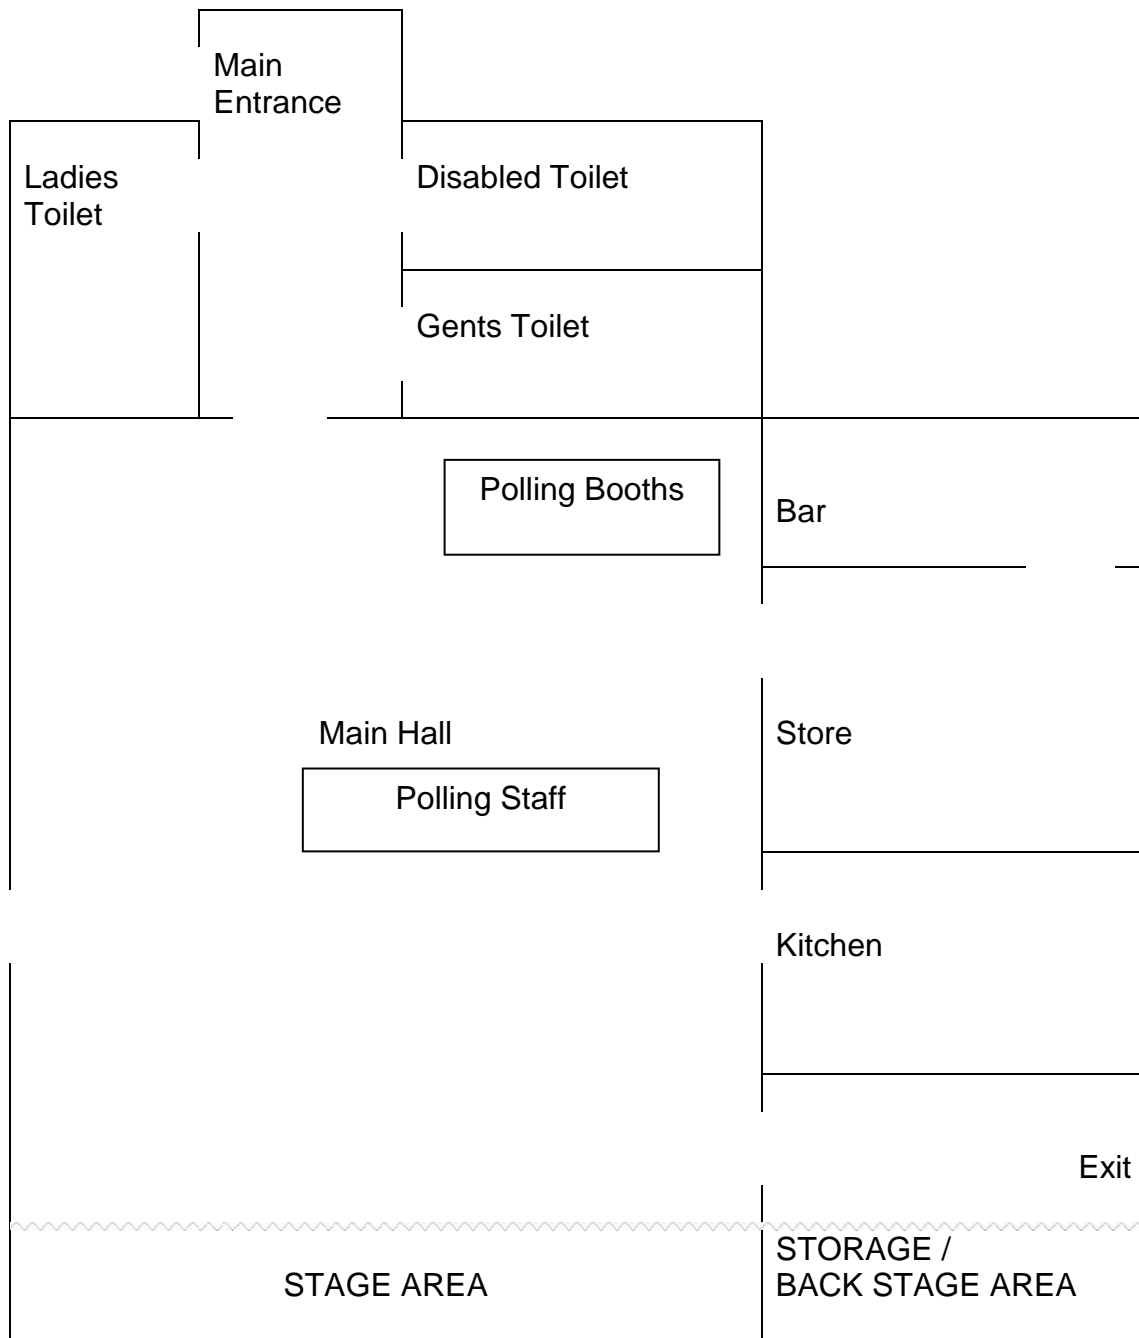 Main
Entrance
Ladies
Toilet
Disabled Toilet
Gents Toilet
Polling Booths
Bar
Main Hall
Store
Polling Staff
Kitchen
Exit
STORAGE /
BACK STAGE AREA
STAGE AREA